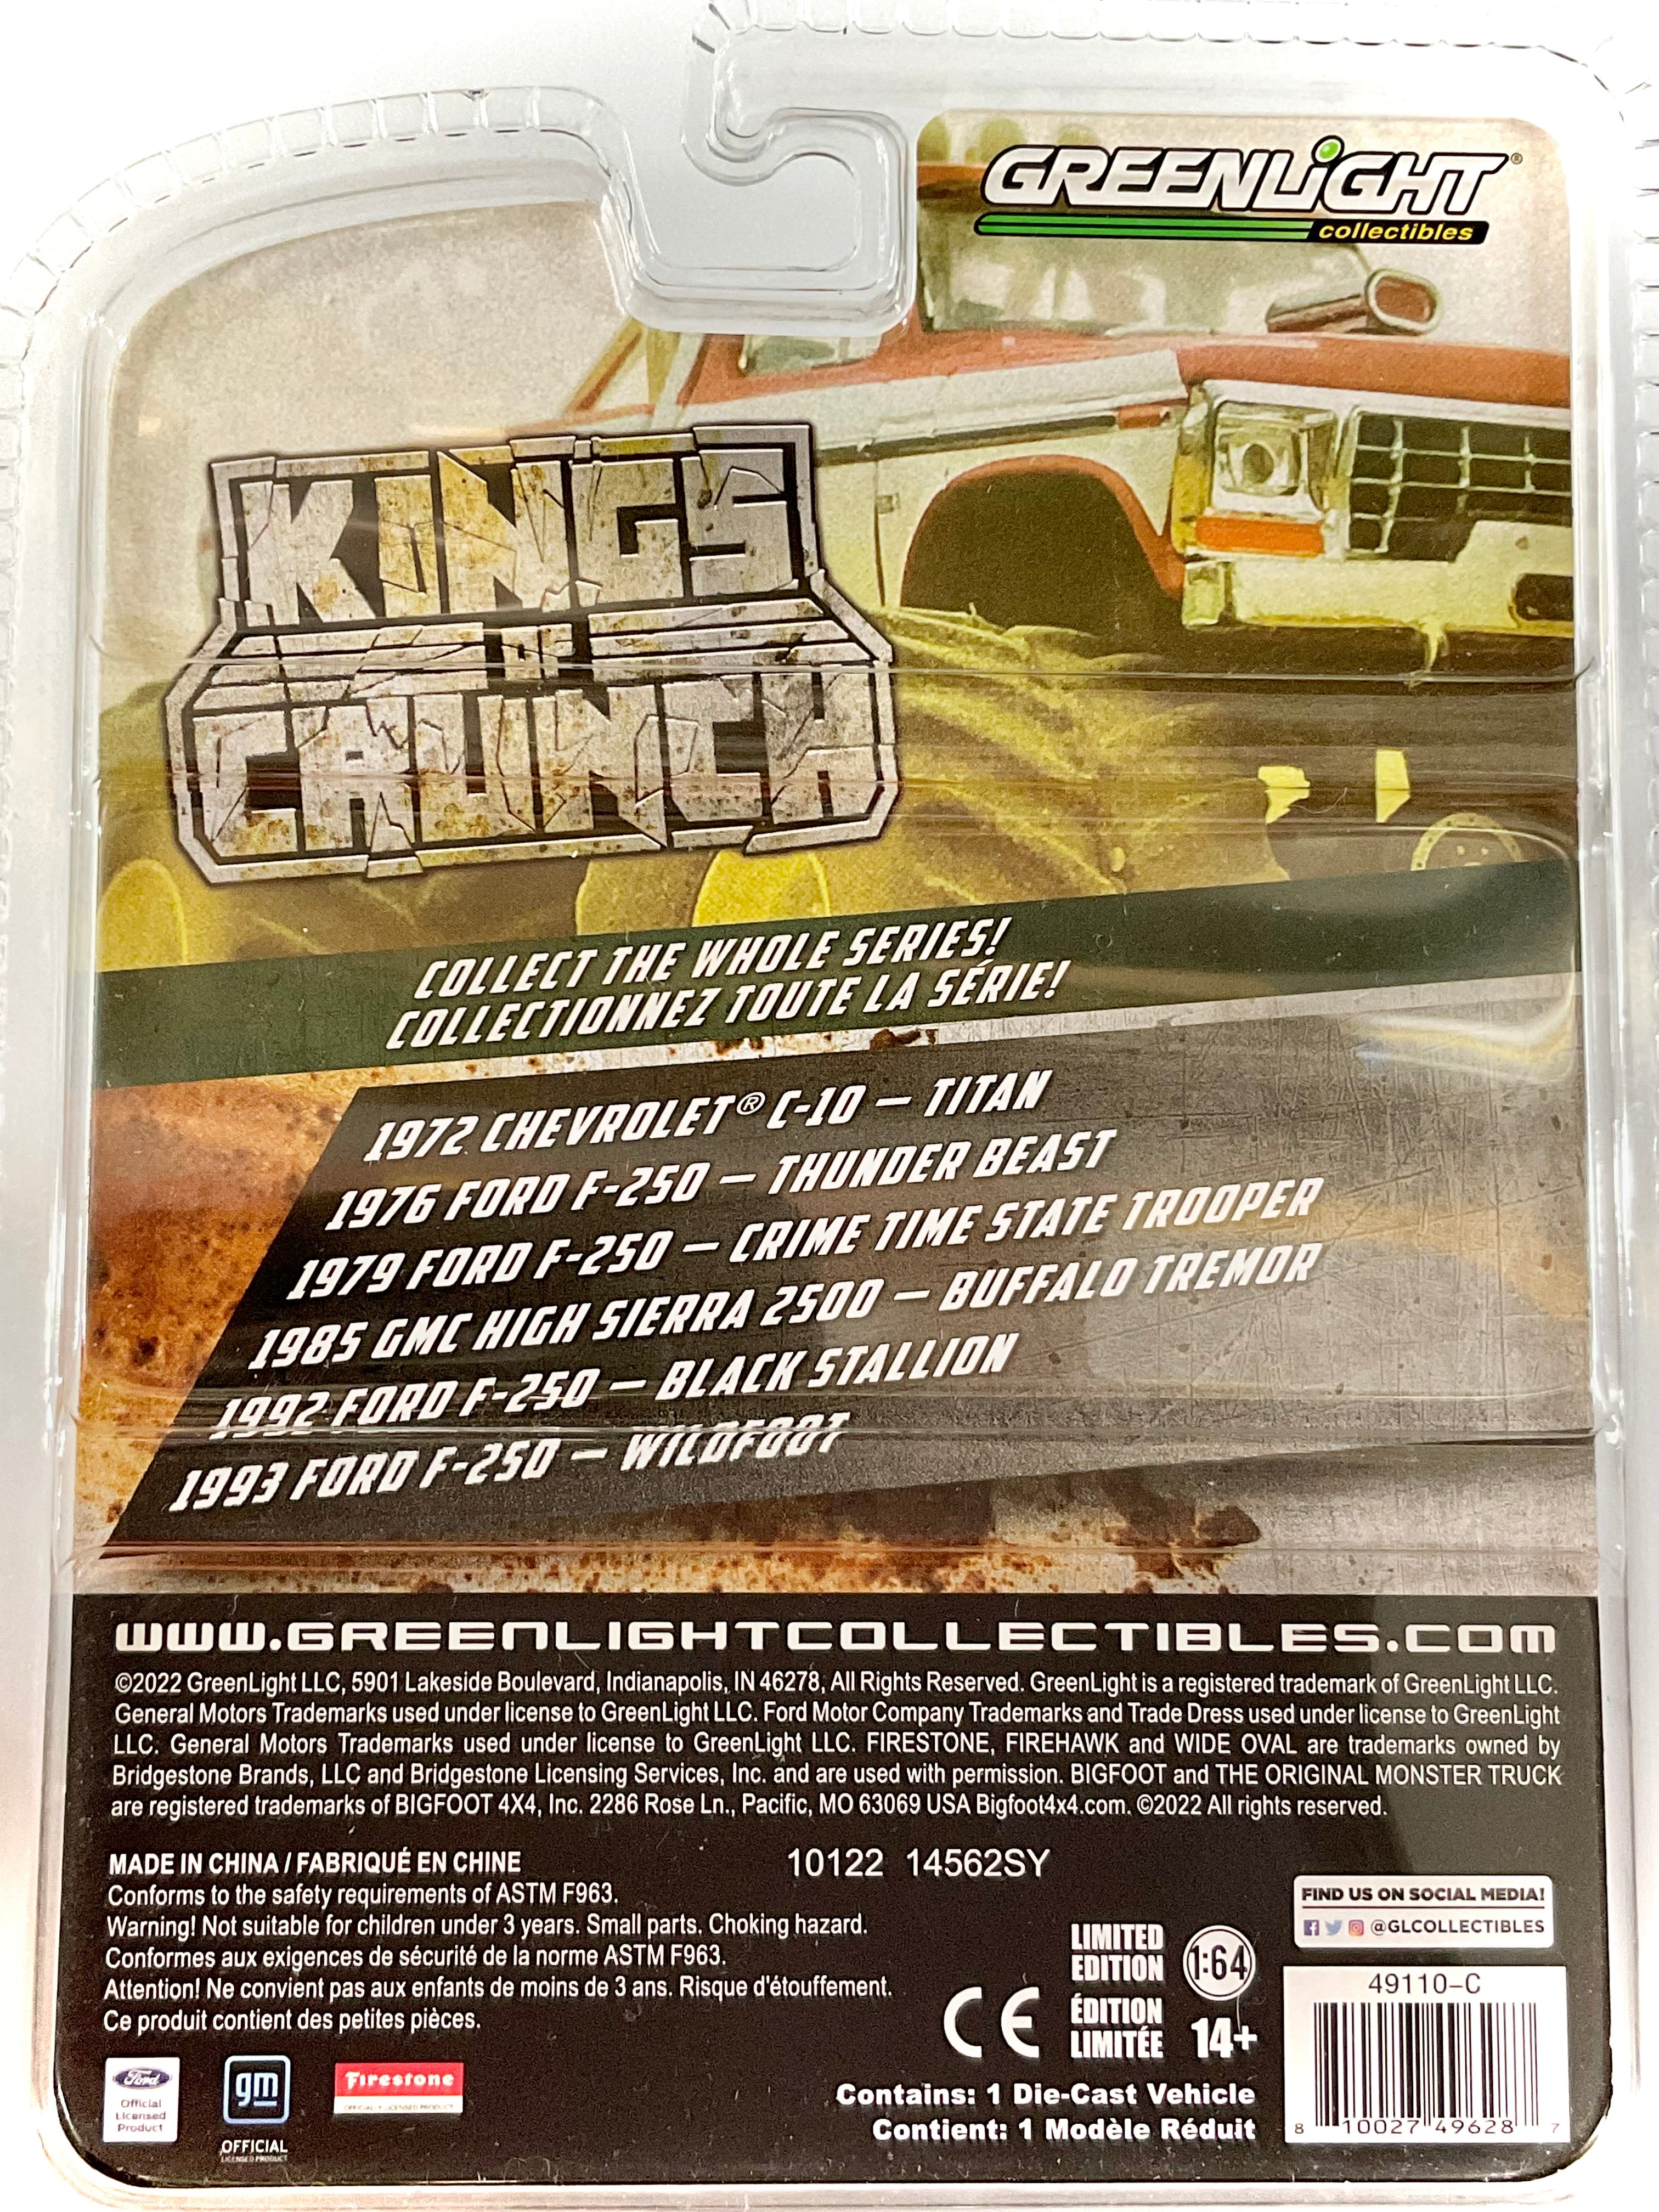 GREENLiGHT®
collectibles
KINGS
OF
CRUNCH
COLLECT THE WHOLE SERIES!
COLLECTIONNEZ TOUTE LA SÉRIE!
1972 CHEVROLET® C-10 – TITAN
1976 FORD F-250 – THUNDER BEAST
1979 FORD F-250 – CRIME TIME STATE TROOPER
1985 GMC HIGH SIERRA 2500 – BUFFALO TREMOR
1992 FORD F-250 – BLACK STALLION
1993 FORD F-250 – WILDFOOT
WWW.GREENLIGHTCOLLECTIBLES.COM
©2022 GreenLight LLC, 5901 Lakeside Boulevard, Indianapolis, IN 46278, All Rights Reserved. GreenLight is a registered trademark of GreenLight LLC.
General Motors Trademarks used under license to GreenLight LLC. Ford Motor Company Trademarks and Trade Dress used under license to GreenLight
LLC. General Motors Trademarks used under license to GreenLight LLC. FIRESTONE, FIREHAWK and WIDE OVAL are trademarks owned by
Bridgestone Brands, LLC and Bridgestone Licensing Services, Inc. and are used with permission. BIGFOOT and THE ORIGINAL MONSTER TRUCK
are registered trademarks of BIGFOOT 4X4, Inc. 2286 Rose Ln., Pacific, MO 63069 USA Bigfoot4x4.com. ©2022 All rights reserved.
MADE IN CHINA / FABRIQUÉ EN CHINE
10122 14562SY
Conforms to the safety requirements of ASTM F963.
Warning! Not suitable for children under 3 years. Small parts. Choking hazard.
Conformes aux exigences de sécurité de la norme ASTM F963.
Attention! Ne convient pas aux enfants de moins de 3 ans. Risque d'étouffement.
Ce produit contient des petites pièces.
FIND US ON SOCIAL MEDIA!
@GLCOLLECTIBLES
LIMITED
EDITION
1:64
CE
ÉDITION
LIMITÉE
14+
49110-C
8 10027 49628 7
Contains: 1 Die-Cast Vehicle
Contient: 1 Modèle Réduit
Ford
Official
Licensed
Product
gm
OFFICIAL
LICENSED PRODUCT
Firestone
OFFICIALLY LICENSED PRODUCT